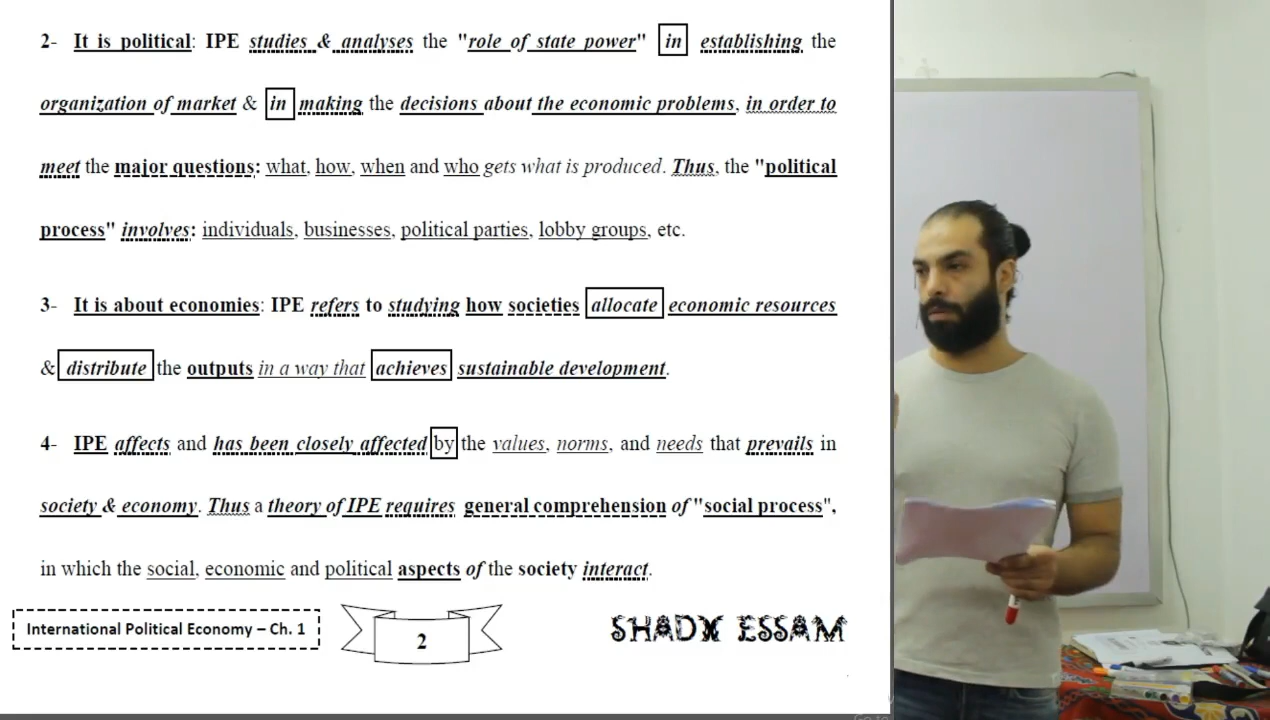 2- It is political: IPE studies & analyses the "role of state power" in establishing the
organization of market & in making the decisions about the economic problems, in order to
meet the major questions: what, how, when and who gets what is produced. Thus, the "political
process" involves: individuals, businesses, political parties, lobby groups, etc.
3- It is about economies: IPE refers to studying how societies allocate economic resources
& distribute the outputs in a way that achieves sustainable development.
4- IPE affects and has been closely affected by the values, norms, and needs that prevails in
society & economy. Thus a theory of IPE requires general comprehension of "social process",
in which the social, economic and political aspects of the society interact.
International Political Economy – Ch. 1
2
SHADY ESSAM